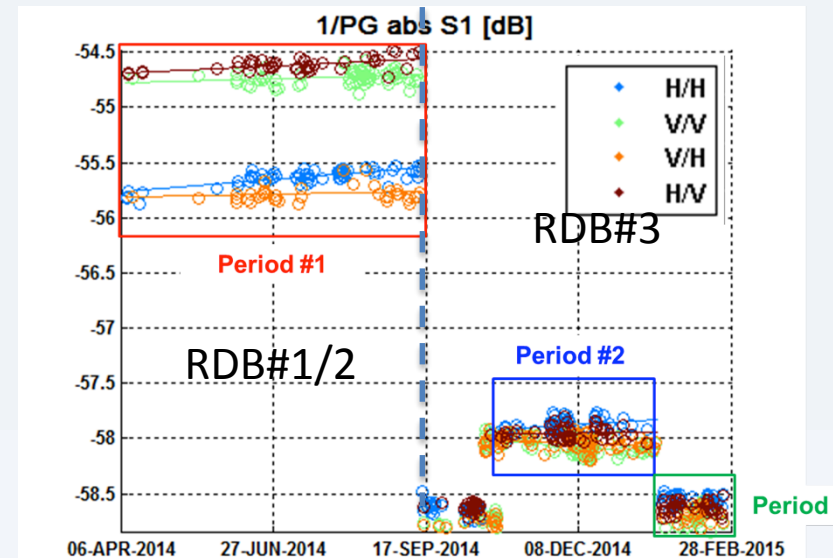 1/PG abs S1 [dB]
-54.5
-55
-55.5
-56
-56.5
-57
-57.5
-58
-58.5
H/H
V/V
V/H
H/V
RDB#3
Period #1
RDB#1/2
Period #2
Period
06-APR-2014 27-JUN-2014 17-SEP-2014 08-DEC-2014 28-FEB-2015